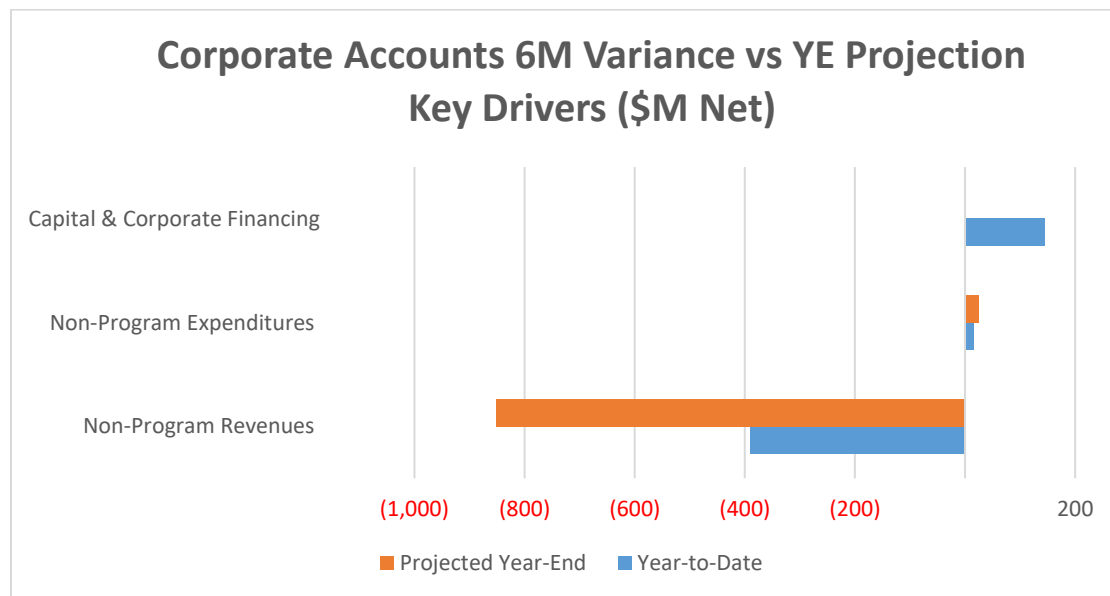 Corporate Accounts 6M Variance vs YE Projection
Key Drivers ($M Net)
Capital & Corporate Financing
Non-Program Expenditures
Non-Program Revenues
(1,000) (800) (600) (400) (200) 200
Projected Year-End Year-to-Date